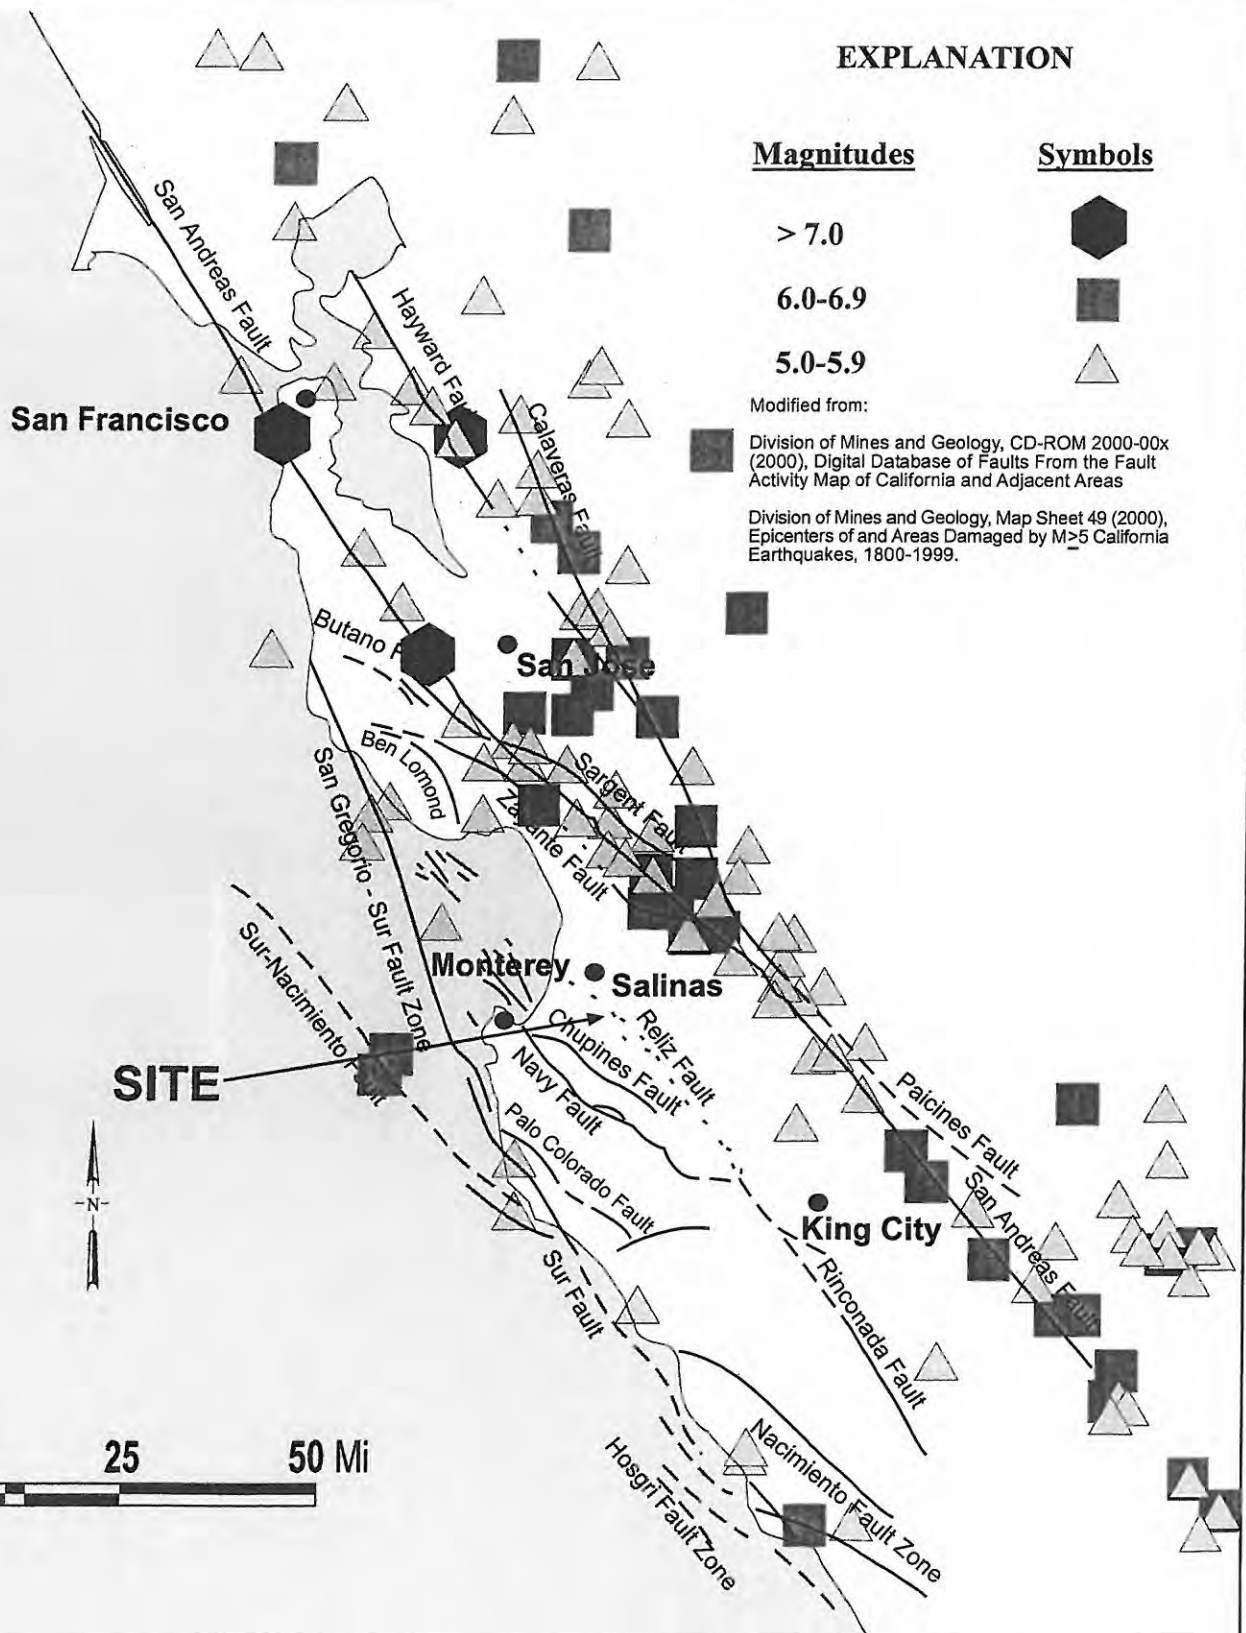 EXPLANATION
Magnitudes Symbols
> 7.0
6.0-6.9
5.0-5.9
Modified from:
Division of Mines and Geology, CD-ROM 2000-00x
(2000), Digital Database of Faults From the Fault
Activity Map of California and Adjacent Areas
Division of Mines and Geology, Map Sheet 49 (2000),
Epicenters of and Areas Damaged by M≥5 California
Earthquakes, 1800-1999.
San Andreas Fault
Hayward Fault
San Francisco
Calaveras Fault
Butano F
San Jose
Ben Lomond
Sargent Fault
Zayante Fault
San Gregorio - Sur Fault Zone
Sur-Nacimiento Fault
Monterey
Salinas
SITE
Reliz Fault
Chupines Fault
Navy Fault
Palo Colorado Fault
Paicines Fault
San Andreas Fault
-N-
King City
Sur Fault
Rinconada Fault
Nacimiento Fault Zone
Hosgri Fault Zone
25 50 Mi